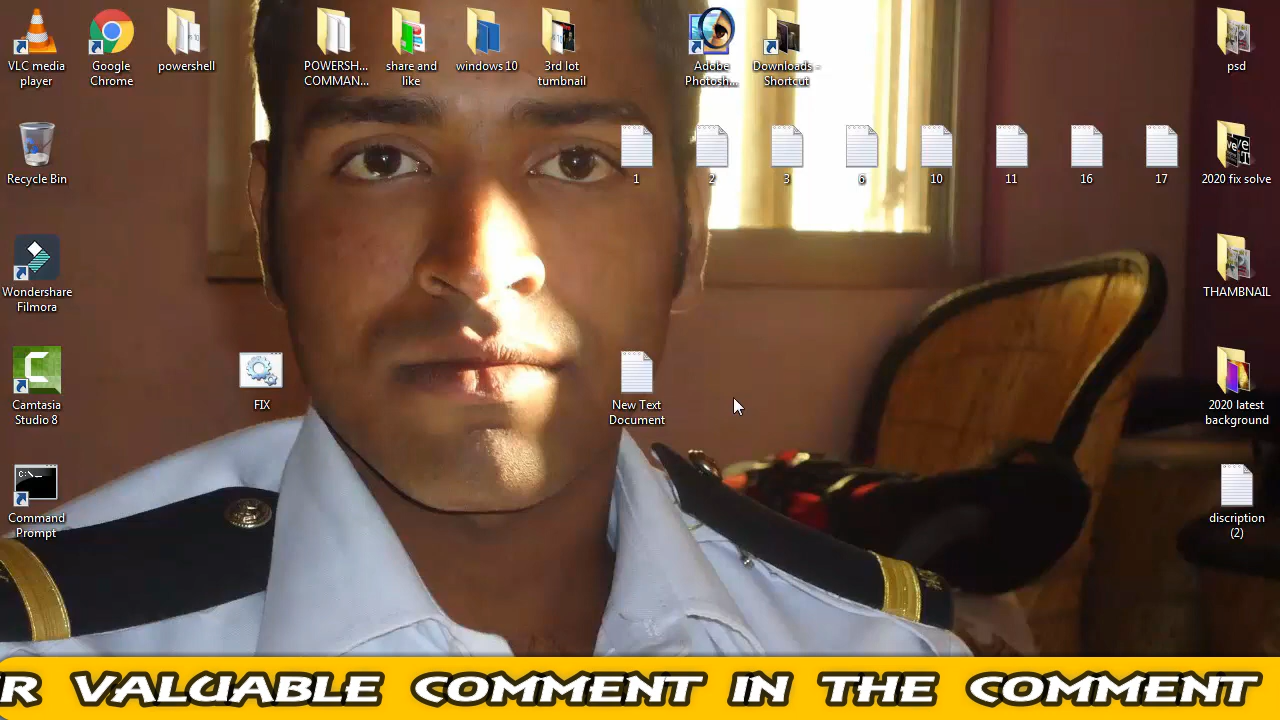 VLC media
player
Google
Chrome
powershell
POWERSH...
COMMAN...
share and
like
windows 10
3rd lot
tumbnail
Adobe
Photosh...
Downloads -
Shortcut
psd
Recycle Bin
1
2
3
6
10
11
16
17
2020 fix solve
Wondershare
Filmora
THAMBNAIL
Camtasia
Studio 8
FIX
New Text
Document
2020 latest
background
Command
Prompt
discription
(2)
R VALUABLE COMMENT IN THE COMMENT